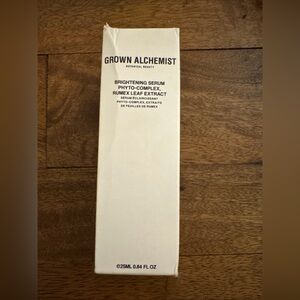 GROWN ALCHEMIST
BOTANICAL BEAUTY
BRIGHTENING SERUM
PHYTO-COMPLEX,
RUMEX LEAF EXTRACT
SÉRUM ÉCLAIRCISSANT
PHYTO-COMPLEX, EXTRAITS
DE FEUILLES DE RUMEX
℮25ML 0.84 FL OZ